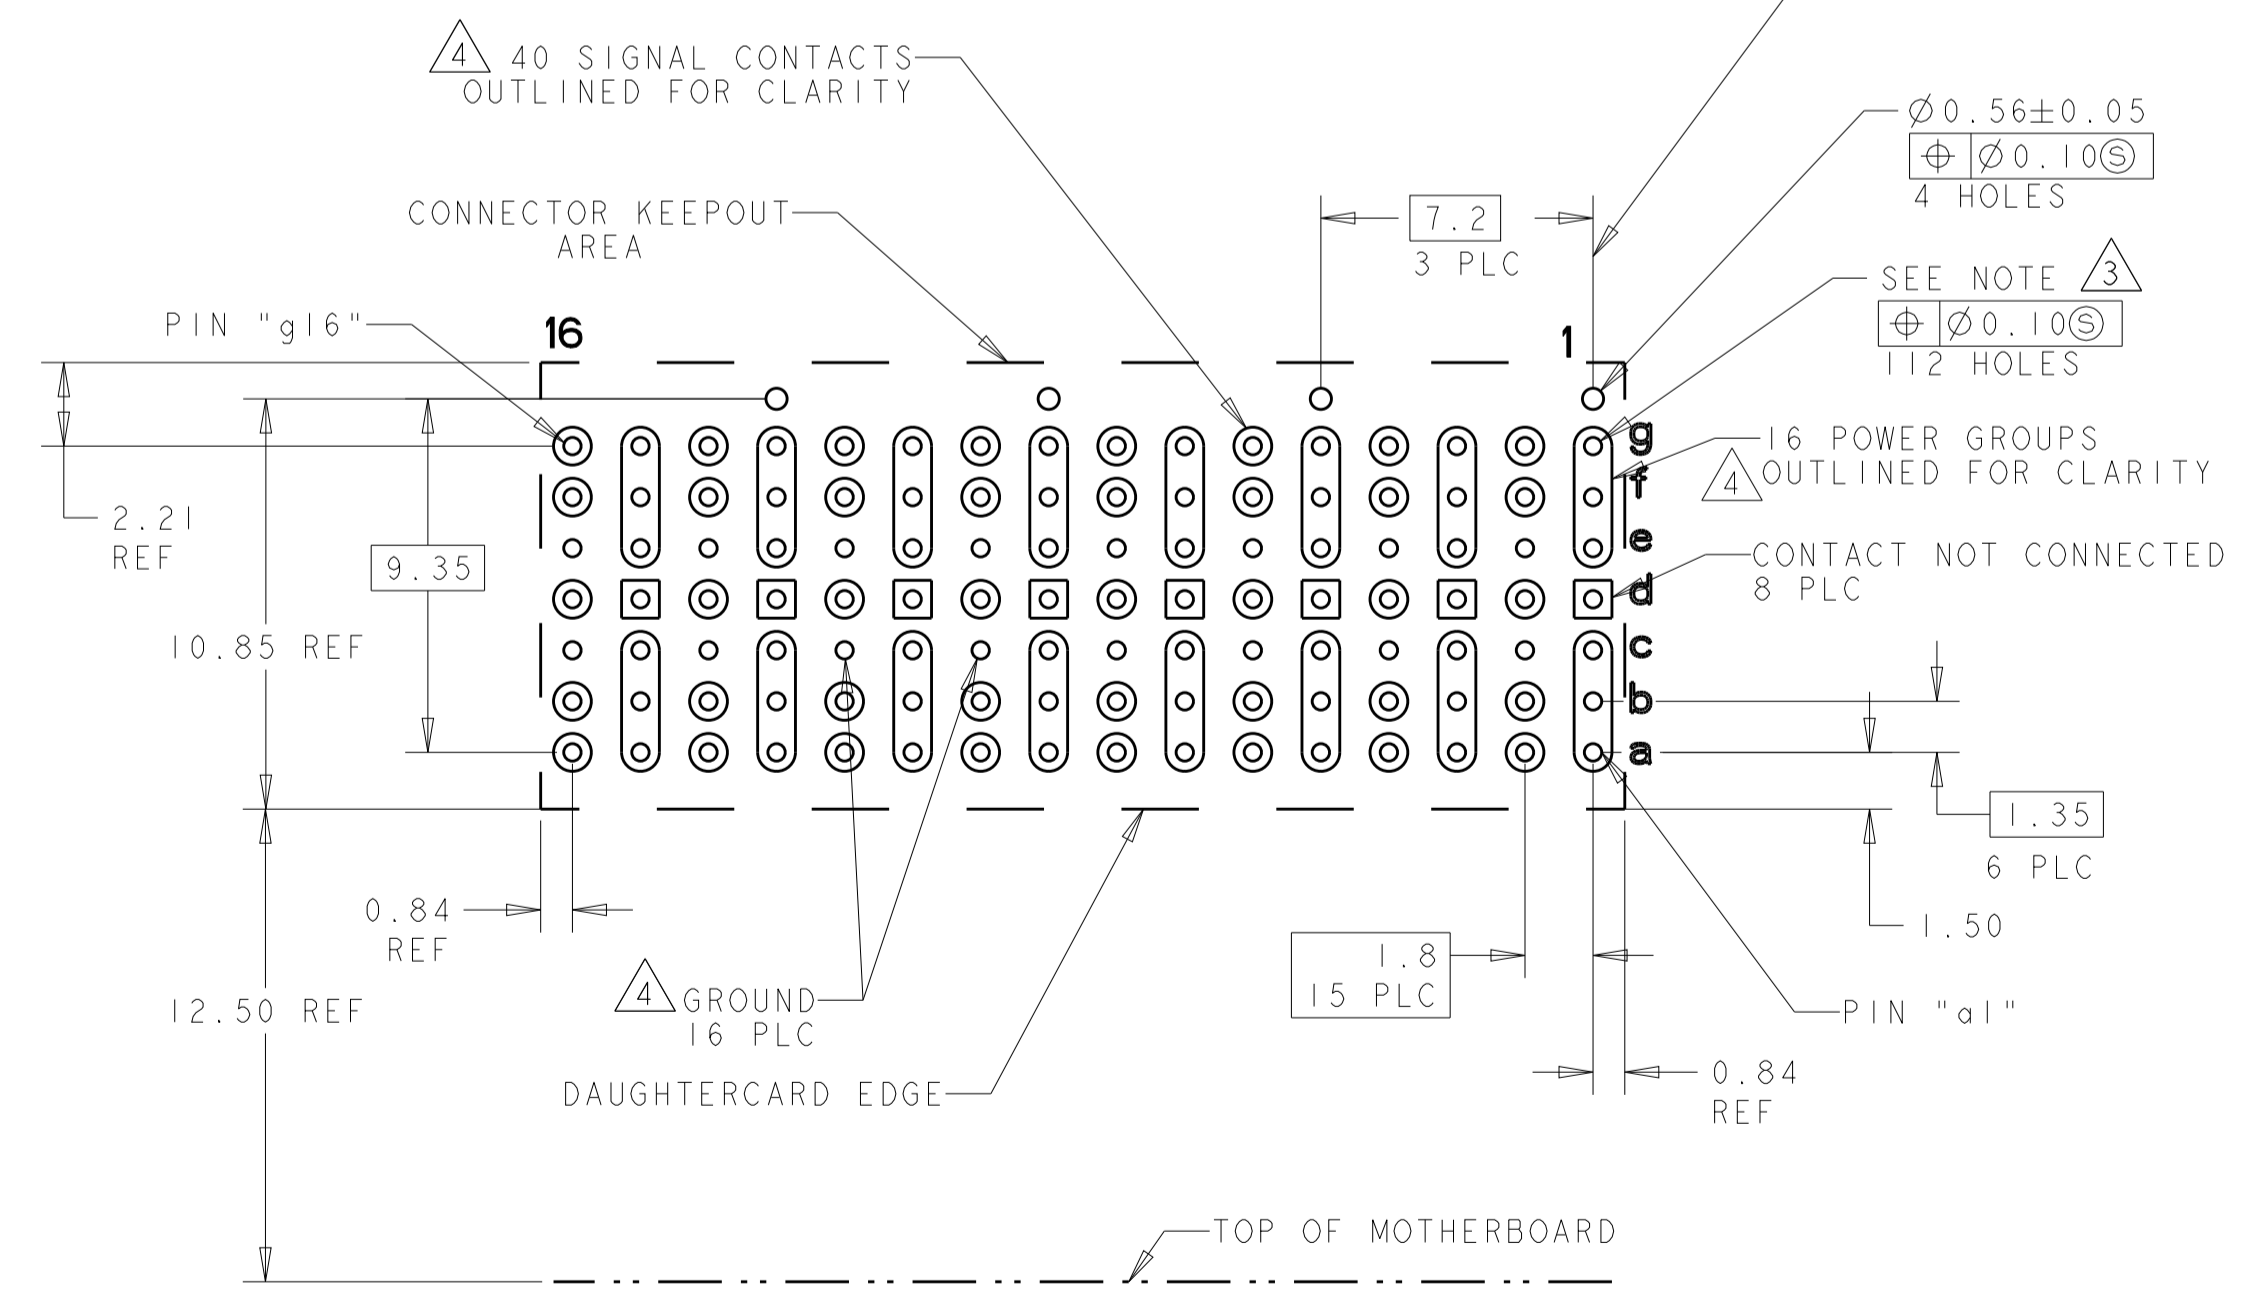 4 40 SIGNAL CONTACTS
OUTLINED FOR CLARITY
Ø0.56±0.05
⌖ Ø0.10Ⓢ
4 HOLES
CONNECTOR KEEPOUT
AREA
7.2
3 PLC
SEE NOTE 3
⌖ Ø0.10Ⓢ
112 HOLES
PIN "g16"
16
1
g
16 POWER GROUPS
4 OUTLINED FOR CLARITY
f
2.21
REF
9.35
e
CONTACT NOT CONNECTED
8 PLC
d
10.85 REF
c
b
a
1.35
6 PLC
0.84
REF
1.50
1.8
15 PLC
4 GROUND
16 PLC
12.50 REF
PIN "a1"
DAUGHTERCARD EDGE
0.84
REF
TOP OF MOTHERBOARD